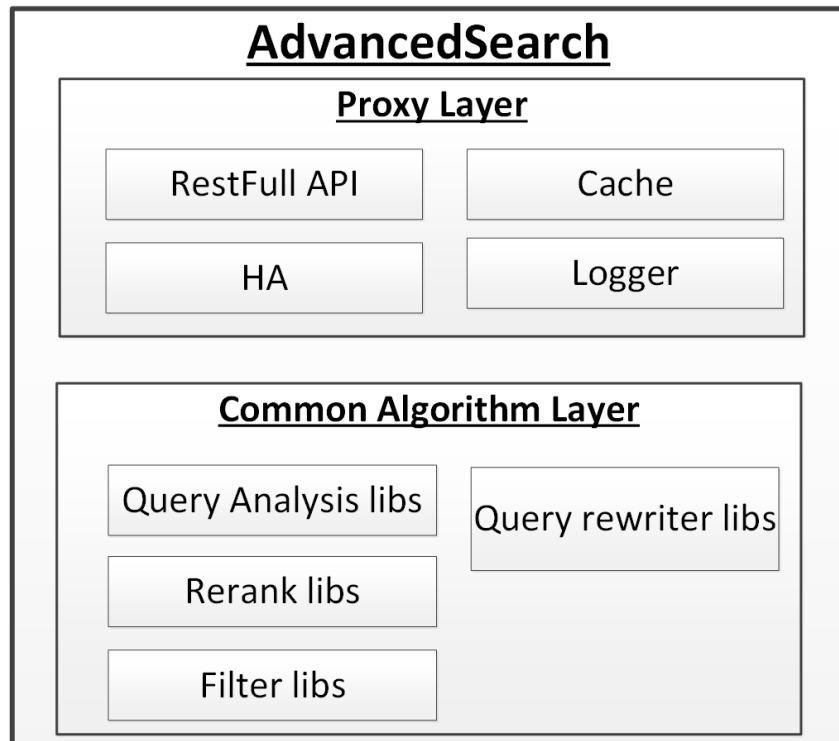 AdvancedSearch
Proxy Layer
RestFull API
Cache
HA
Logger
Common Algorithm Layer
Query Analysis libs
Query rewriter libs
Rerank libs
Filter libs